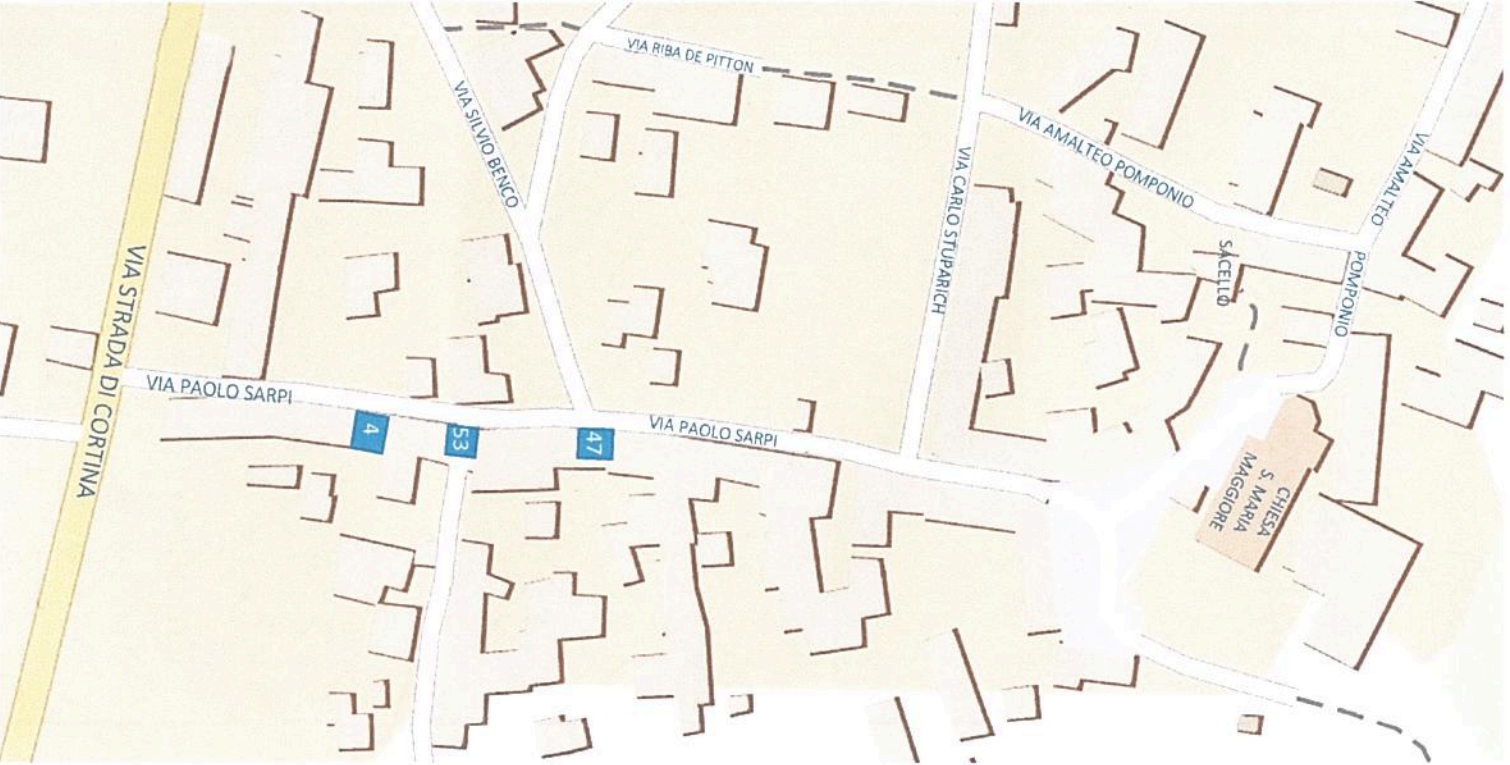 VIA RIBA DE PITTON
VIA SILVIO BENCO
VIA AMALTEO POMPONIO
VIA CARLO STUPARICH
VIA AMALTEO
POMPONIO
SACELLO
VIA STRADA DI CORTINA
VIA PAOLO SARPI
4
53
47
VIA PAOLO SARPI
CHIESA
S. MARIA
MAGGIORE